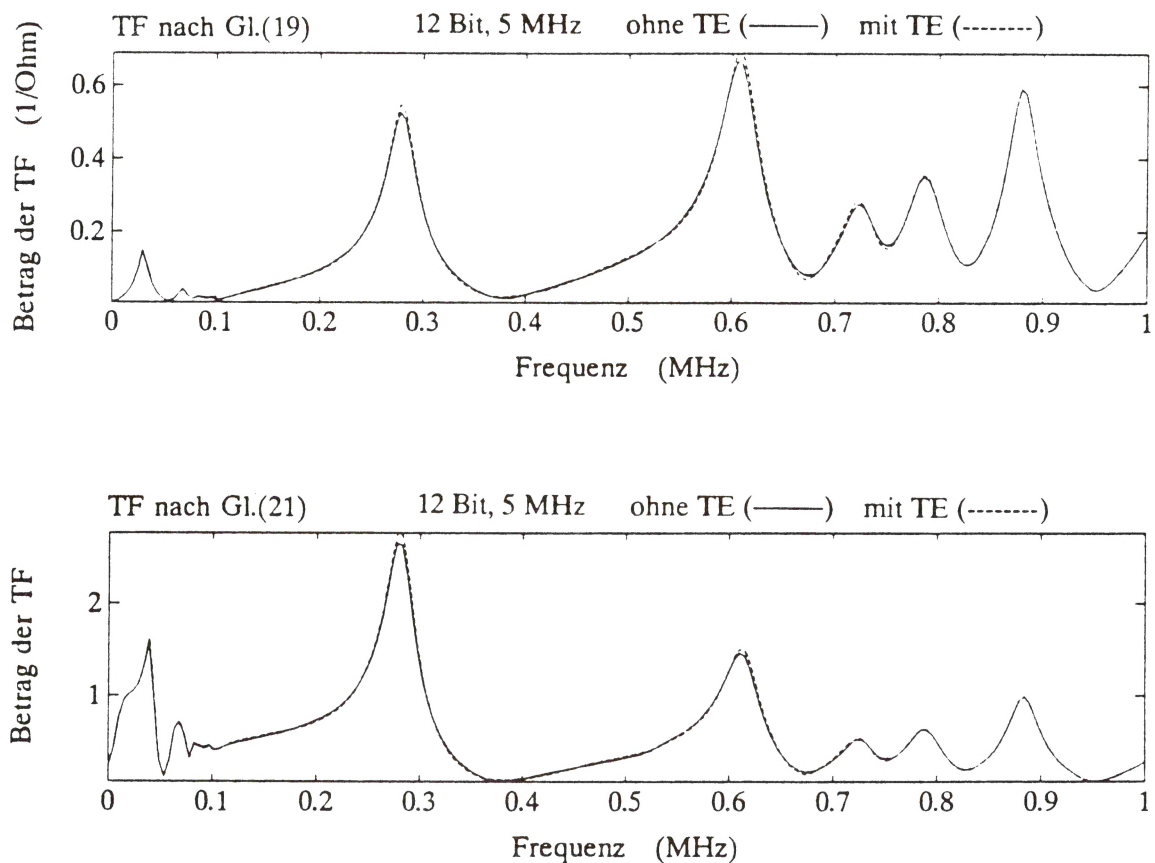 TF nach Gl.(19) 12 Bit, 5 MHz ohne TE (———) mit TE (--------)
Betrag der TF (1/Ohm)
0.6
0.4
0.2
0 0.1 0.2 0.3 0.4 0.5 0.6 0.7 0.8 0.9 1
Frequenz (MHz)
TF nach Gl.(21) 12 Bit, 5 MHz ohne TE (———) mit TE (--------)
Betrag der TF
2
1
0 0.1 0.2 0.3 0.4 0.5 0.6 0.7 0.8 0.9 1
Frequenz (MHz)